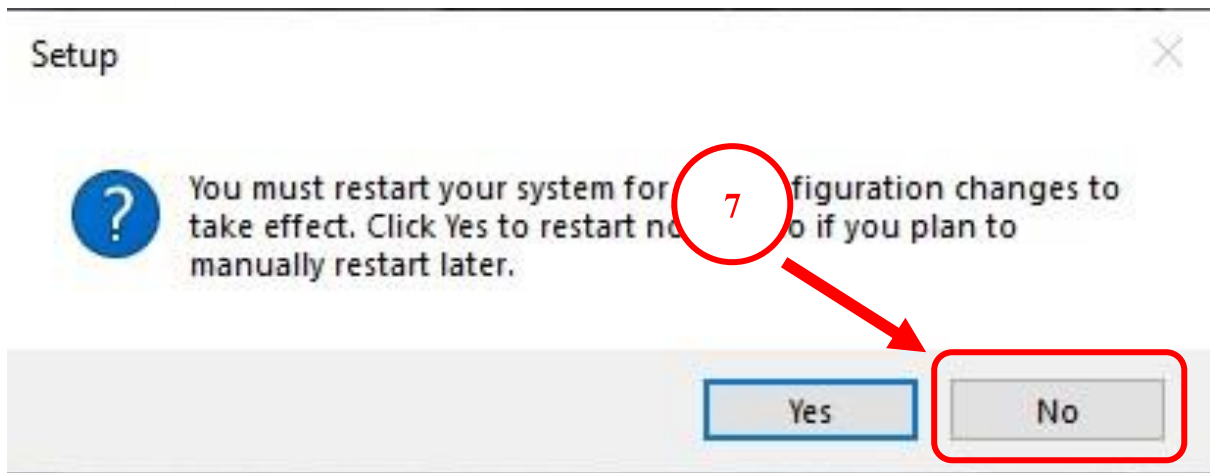 Setup
You must restart your system for figuration changes to
take effect. Click Yes to restart if you plan to
manually restart later.
7
Yes No